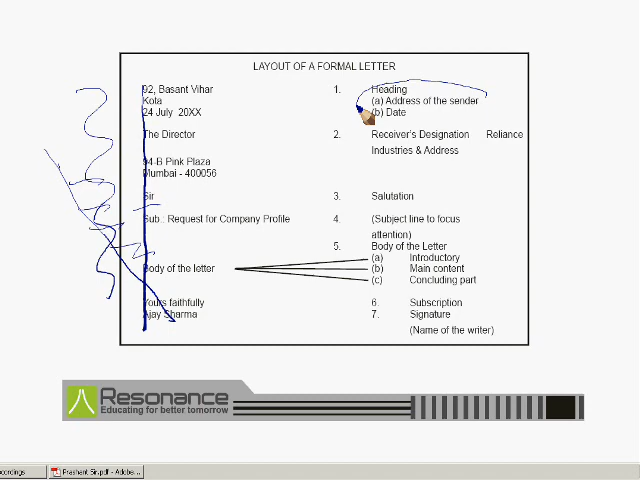 LAYOUT OF A FORMAL LETTER
92, Basant Vihar 1. Heading
Kota (a) Address of the sender
24 July 20XX (b) Date
The Director 2. Receiver's Designation Reliance
Industries & Address
94-B Pink Plaza
Mumbai - 400056
Sir 3. Salutation
Sub.: Request for Company Profile 4. (Subject line to focus
attention)
5. Body of the Letter
(a) Introductory
Body of the letter (b) Main content
(c) Concluding part
Yours faithfully 6. Subscription
Ajay Sharma 7. Signature
(Name of the writer)
Resonance
Educating for better tomorrow
cordings Prashant Sir.pdf - Adobe...